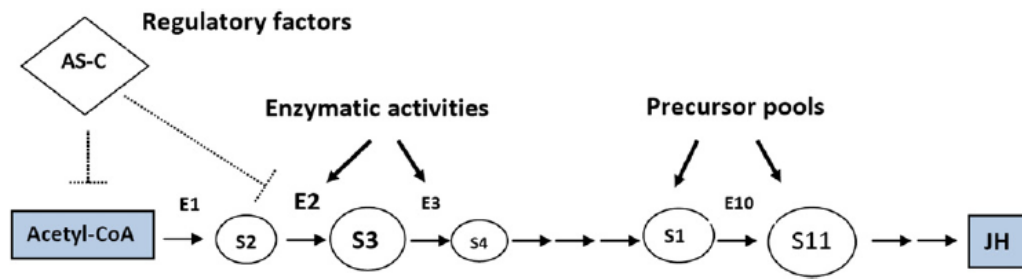 Regulatory factors
AS-C
Enzymatic activities
Precursor pools
E1
E2
E3
E10
Acetyl-CoA
S2
S3
S4
S1
S11
JH